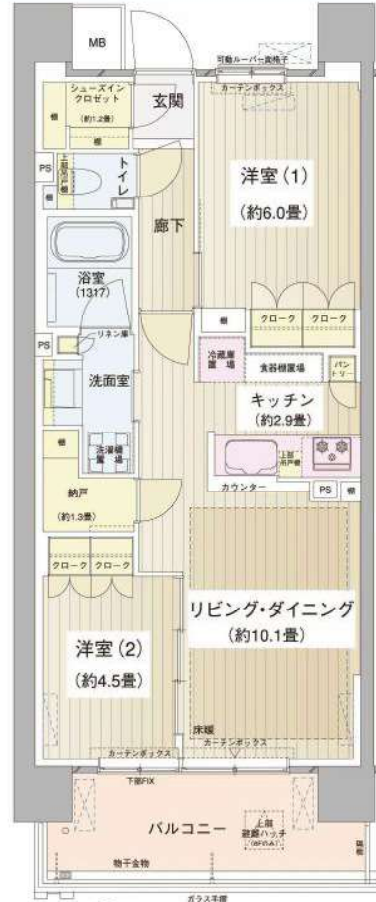 MB
可動ルーバー面格子
カーテンボックス
シューズイン
クロゼット
(約1.2畳)
棚
棚
玄関
PS
上部吊戸棚
棚
トイレ
廊下
洋室(1)
(約6.0畳)
浴室
(1317)
クローク
クローク
棚
PS
リネン庫
冷蔵庫
置場
食器棚置場
パン
トリー
洗面室
キッチン
(約2.9畳)
棚
洗濯機
置場
上部
吊戸棚
カウンター
PS
棚
納戸
(約1.3畳)
クローク
クローク
リビング・ダイニング
(約10.1畳)
洋室(2)
(約4.5畳)
床暖
カーテンボックス
カーテンボックス
下部FIX
バルコニー
上部
避難ハッチ
物干金物
ガラス手摺